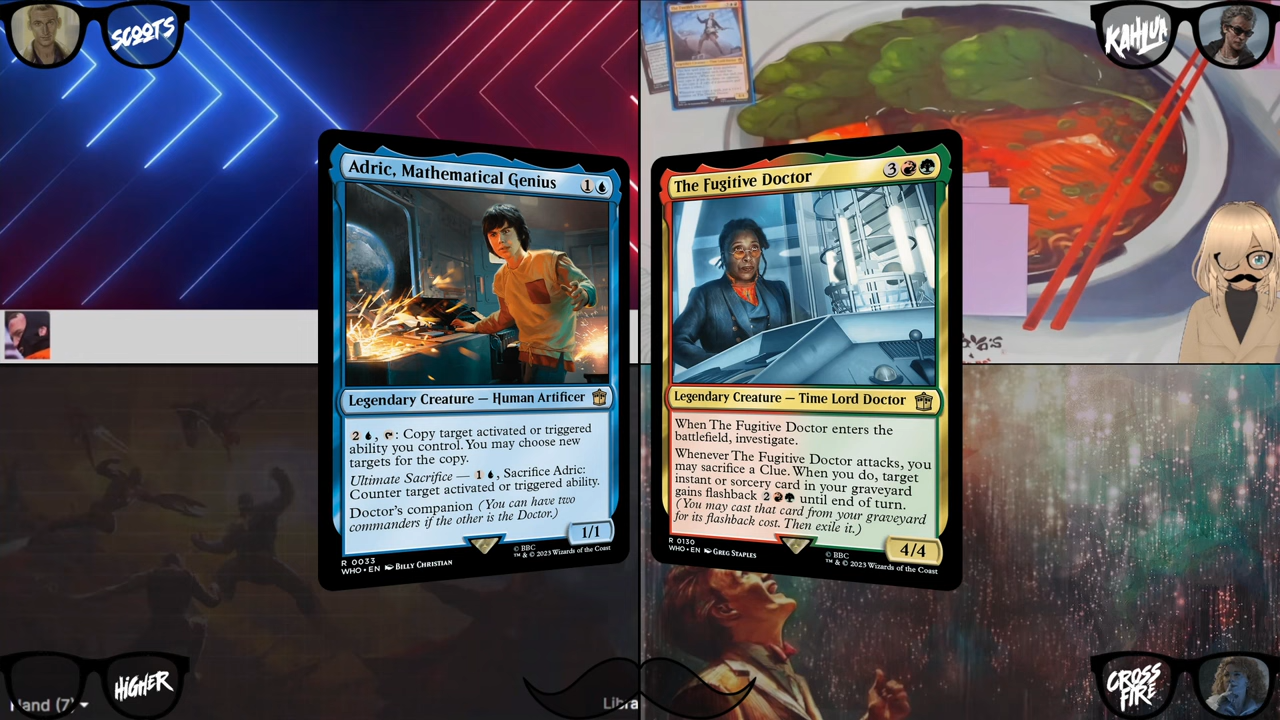 SCOOTS
KAHLUA
Adric, Mathematical Genius
1
Legendary Creature — Human Artificer
2 , : Copy target activated or triggered
ability you control. You may choose new
targets for the copy.
Ultimate Sacrifice — 1 , Sacrifice Adric:
Counter target activated or triggered ability.
Doctor's companion (You can have two
commanders if the other is the Doctor.)
1/1
R 0033
WHO • EN BILLY CHRISTIAN
© BBC
™ & © 2023 Wizards of the Coast
The Fugitive Doctor
3
Legendary Creature — Time Lord Doctor
When The Fugitive Doctor enters the
battlefield, investigate.
Whenever The Fugitive Doctor attacks, you
may sacrifice a Clue. When you do, target
instant or sorcery card in your graveyard
gains flashback 2 until end of turn.
(You may cast that card from your graveyard
for its flashback cost. Then exile it.)
4/4
R 0130
WHO • EN GREG STAPLES
© BBC
™ & © 2023 Wizards of the Coast
HIGHER
Hand (7)
Libra
CROSS
FIRE